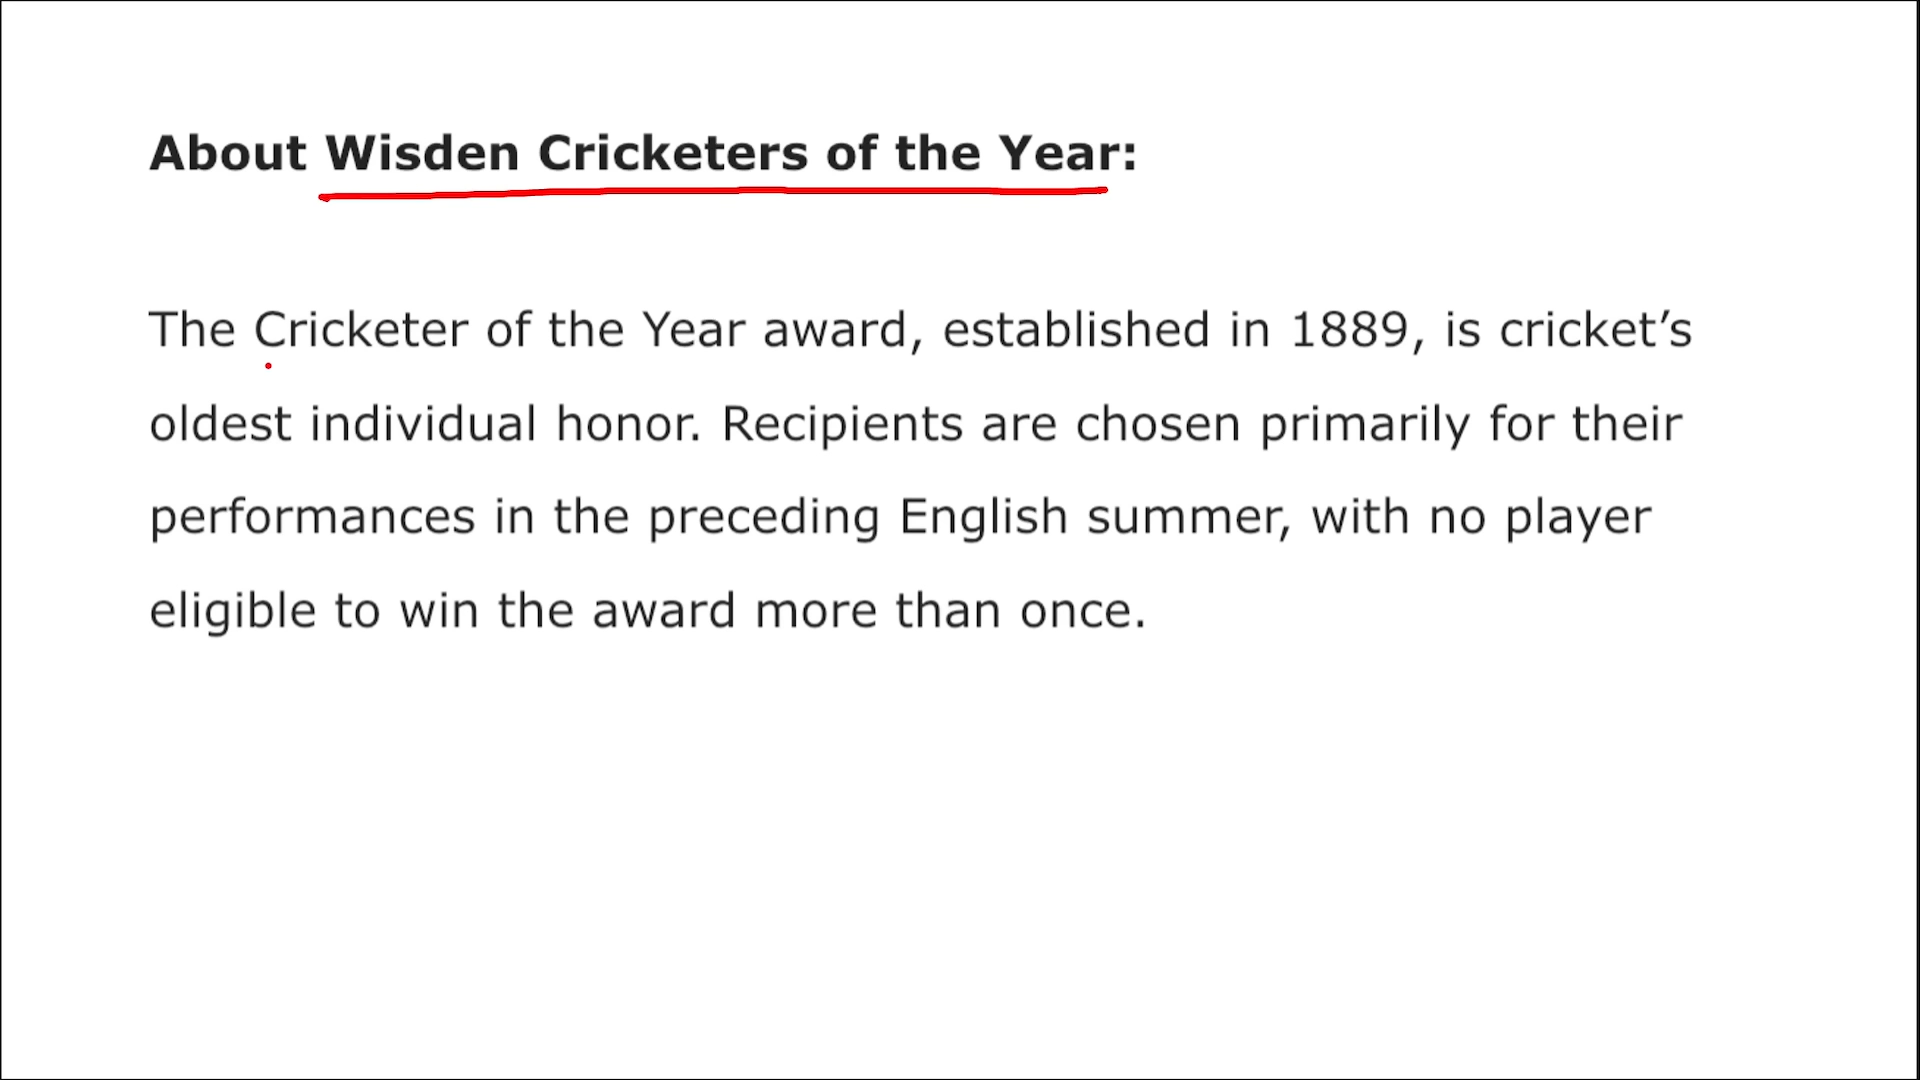 About Wisden Cricketers of the Year:
The Cricketer of the Year award, established in 1889, is cricket’s
oldest individual honor. Recipients are chosen primarily for their
performances in the preceding English summer, with no player
eligible to win the award more than once.